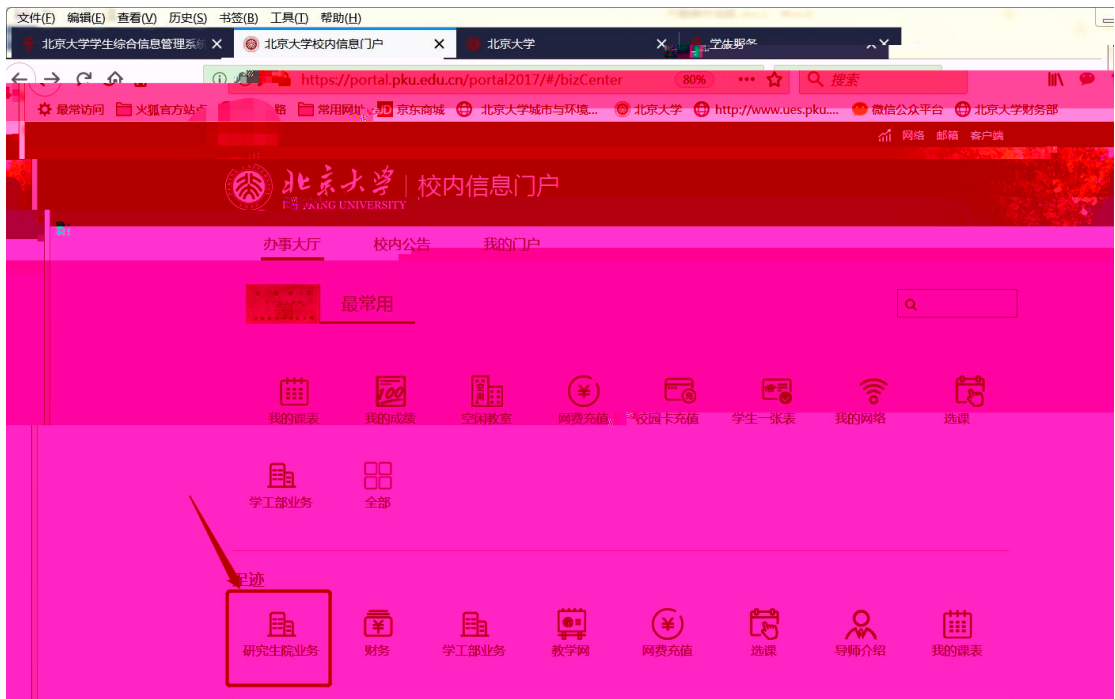 文件(F) 编辑(E) 查看(V) 历史(S) 书签(B) 工具(T) 帮助(H)
北京大学学生综合信息管理系统 北京大学校内信息门户 北京大学 学生服务
https://portal.pku.edu.cn/portal2017/#/bizCenter 80% 搜索
最常访问 火狐官方站点 常用网址 JD 京东商城 北京大学城市与环境... 北京大学 http://www.ues.pku.... 微信公众平台 北京大学财务部
网络 邮箱 客户端
北京大学 校内信息门户
PEKING UNIVERSITY
办事大厅 校内公告 我的门户
最常用
我的课表 我的成绩 空闲教室 网费充值 校园卡充值 学生一张表 我的网络 选课
学工部业务 全部
足迹
研究生院业务 财务 学工部业务 教学网 网费充值 选课 导师介绍 我的课表